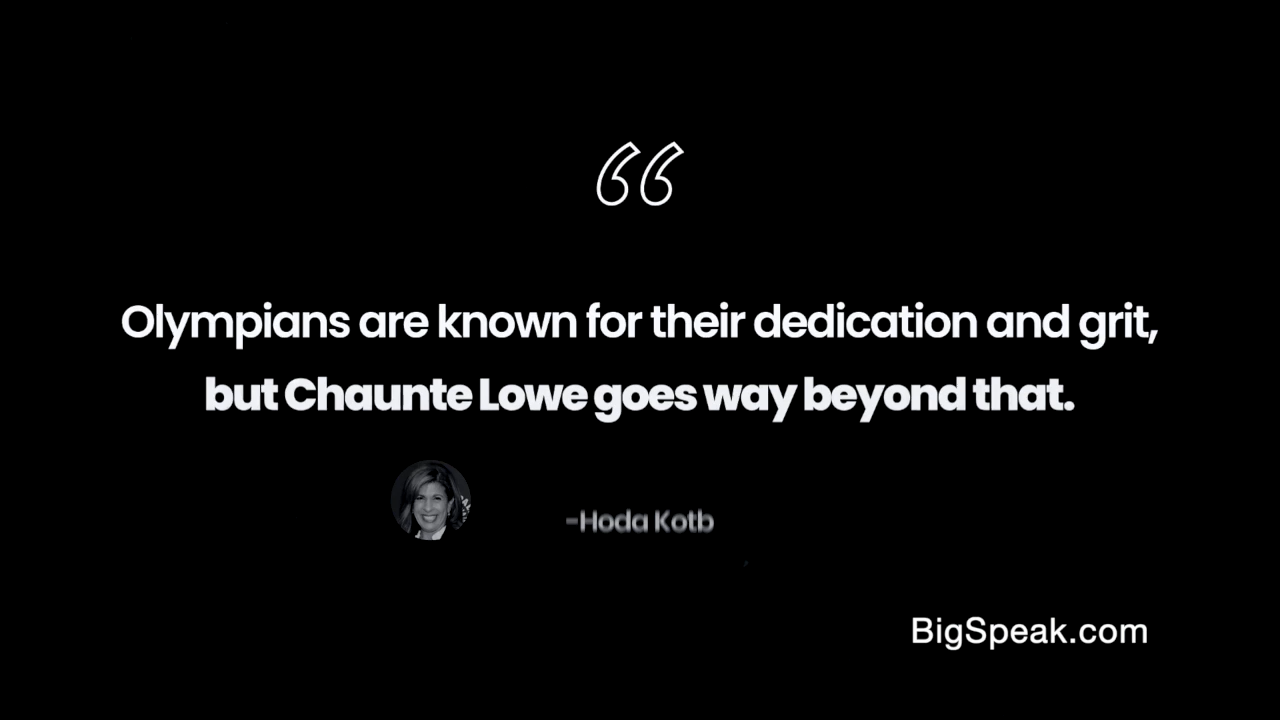 “
Olympians are known for their dedication and grit,
but Chaunte Lowe goes way beyond that.
-Hoda Kotb
BigSpeak.com